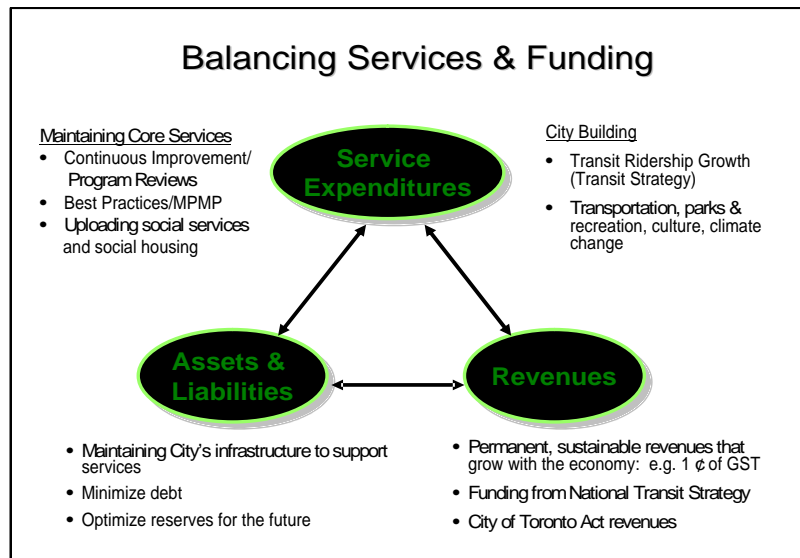 Balancing Services & Funding
Maintaining Core Services
• Continuous Improvement/
Program Reviews
• Best Practices/MPMP
• Uploading social services
and social housing
Service
Expenditures
City Building
• Transit Ridership Growth
(Transit Strategy)
• Transportation, parks &
recreation, culture, climate
change
Assets &
Liabilities
Revenues
• Maintaining City's infrastructure to support
services
• Minimize debt
• Optimize reserves for the future
• Permanent, sustainable revenues that
grow with the economy: e.g. 1 ¢ of GST
• Funding from National Transit Strategy
• City of Toronto Act revenues